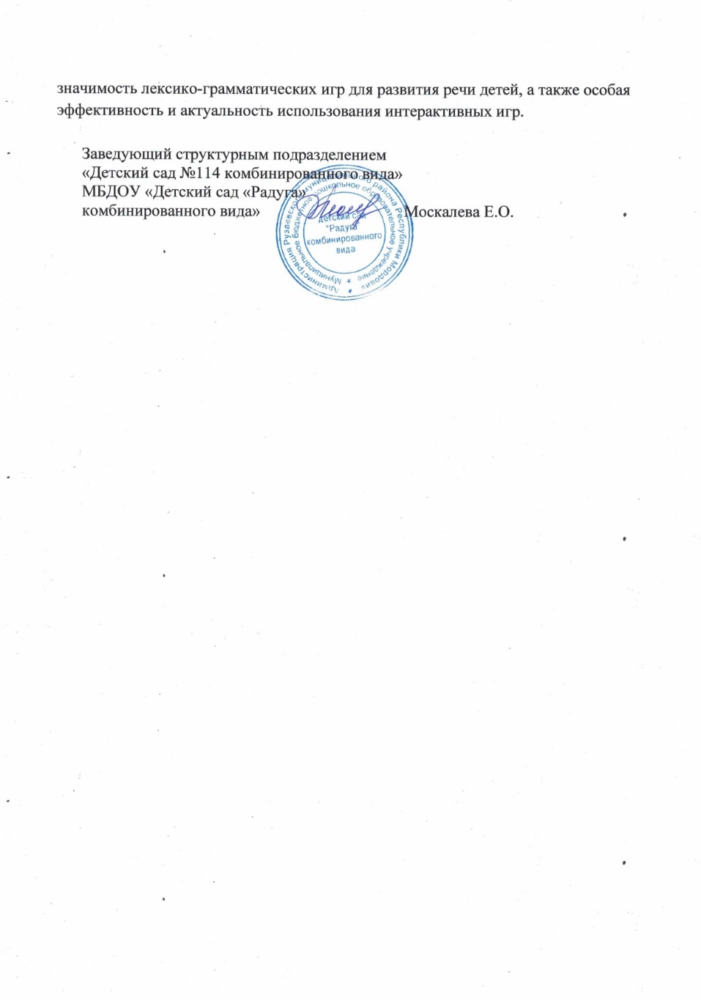 значимость лексико-грамматических игр для развития речи детей, а также особая
эффективность и актуальность использования интерактивных игр.
Заведующий структурным подразделением
«Детский сад №114 комбинированного вида»
МБДОУ «Детский сад «Радуга»
комбинированного вида»
Москалева Е.О.
Администрация Рузаевского муниципального района Республики Мордовия
Муниципальное бюджетное дошкольное образовательное учреждение
детский сад
"Радуга"
комбинированного
вида